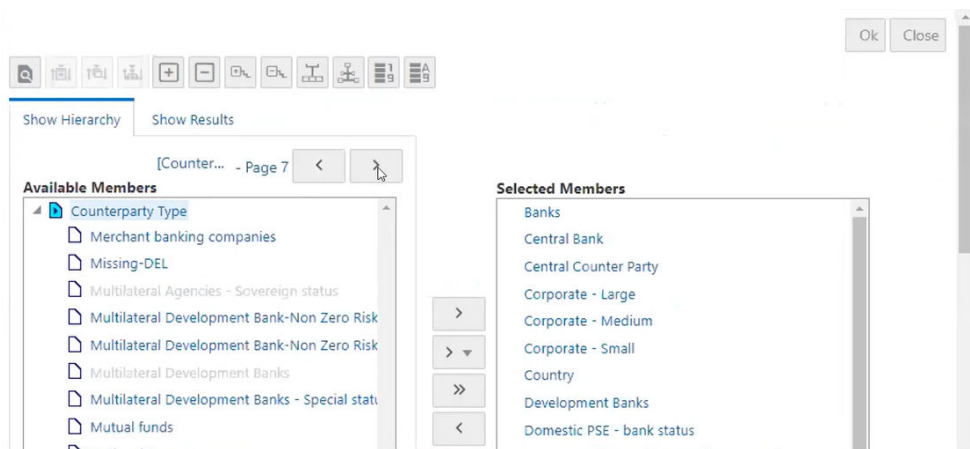 Ok Close
Show Hierarchy Show Results
[Counter... - Page 7
Available Members
Counterparty Type
Merchant banking companies
Missing-DEL
Multilateral Agencies - Sovereign status
Multilateral Development Bank-Non Zero Risk
Multilateral Development Bank-Non Zero Risk
Multilateral Development Banks
Multilateral Development Banks - Special statu
Mutual funds
Selected Members
Banks
Central Bank
Central Counter Party
Corporate - Large
Corporate - Medium
Corporate - Small
Country
Development Banks
Domestic PSE - bank status